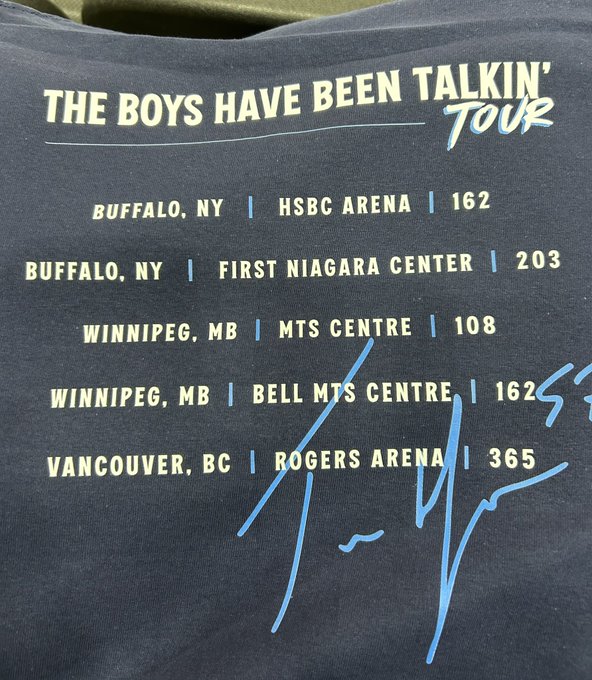 THE BOYS HAVE BEEN TALKIN'
TOUR
BUFFALO, NY | HSBC ARENA | 162
BUFFALO, NY | FIRST NIAGARA CENTER | 203
WINNIPEG, MB | MTS CENTRE | 108
WINNIPEG, MB | BELL MTS CENTRE | 162
57
VANCOUVER, BC | ROGERS ARENA | 365